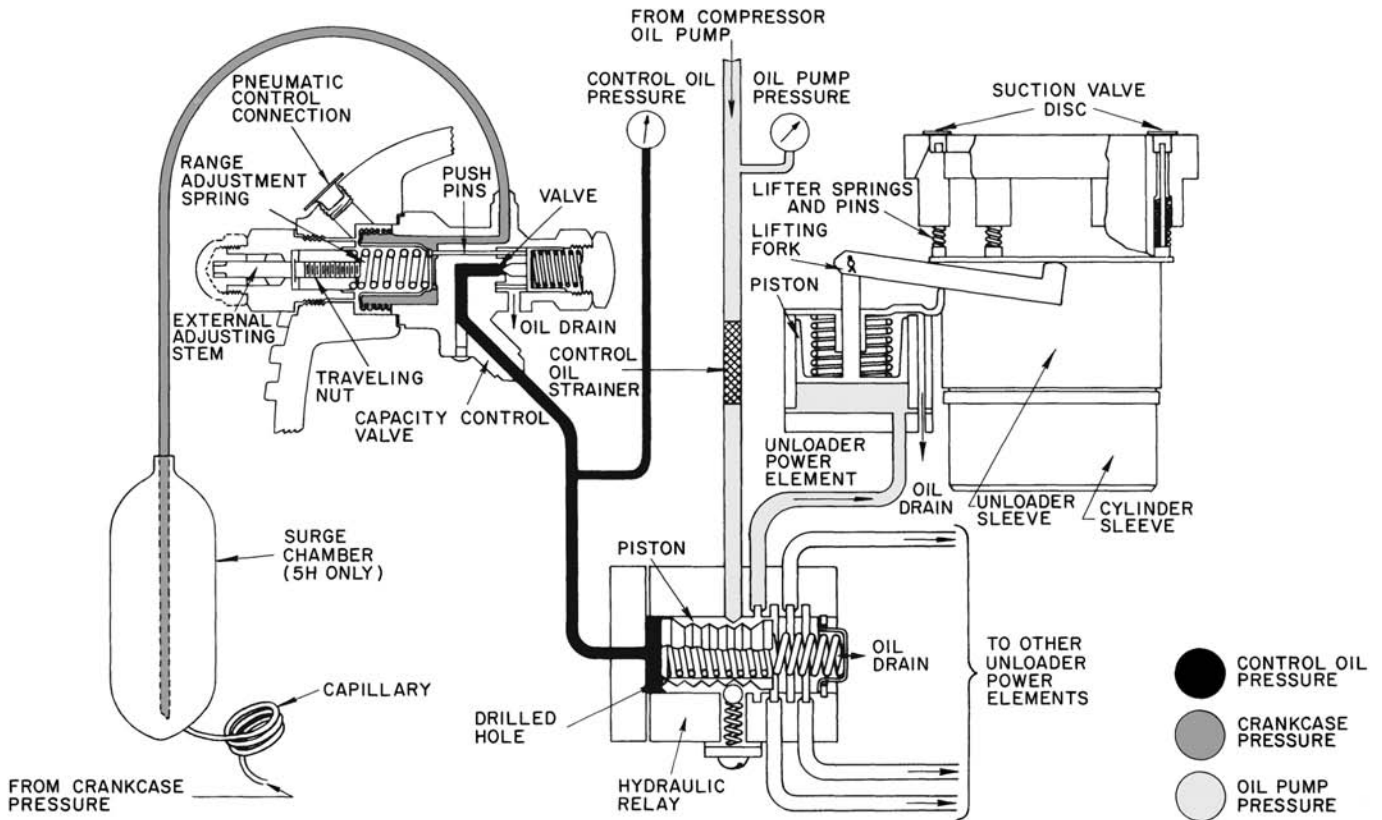 FROM COMPRESSOR
OIL PUMP
PNEUMATIC
CONTROL
CONNECTION
CONTROL OIL
PRESSURE
OIL PUMP
PRESSURE
SUCTION VALVE
DISC
RANGE
ADJUSTMENT
SPRING
PUSH
PINS
VALVE
LIFTER SPRINGS
AND PINS
LIFTING
FORK
PISTON
EXTERNAL
ADJUSTING
STEM
OIL DRAIN
TRAVELING
NUT
CONTROL
OIL
STRAINER
CAPACITY CONTROL
VALVE
UNLOADER
POWER
ELEMENT
OIL
DRAIN
UNLOADER
SLEEVE
CYLINDER
SLEEVE
SURGE
CHAMBER
(5H ONLY)
PISTON
OIL
DRAIN
TO OTHER
UNLOADER
POWER
ELEMENTS
CAPILLARY
DRILLED
HOLE
HYDRAULIC
RELAY
FROM CRANKCASE
PRESSURE
CONTROL OIL
PRESSURE
CRANKCASE
PRESSURE
OIL PUMP
PRESSURE